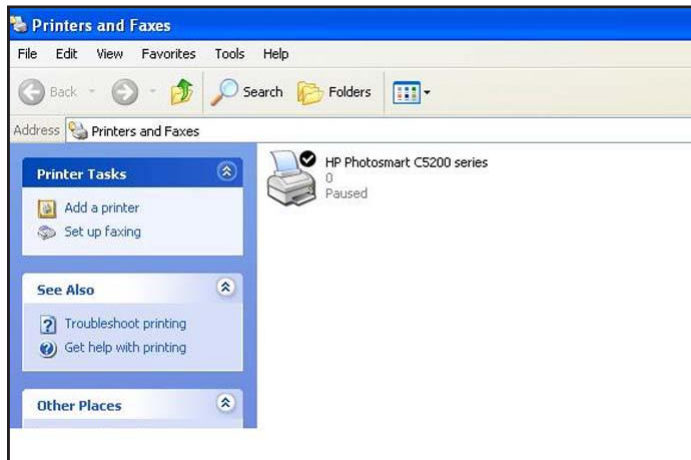 Printers and Faxes
File Edit View Favorites Tools Help
Back Search Folders
Address Printers and Faxes
Printer Tasks
Add a printer
Set up faxing
See Also
Troubleshoot printing
Get help with printing
Other Places
HP Photosmart C5200 series
0
Paused